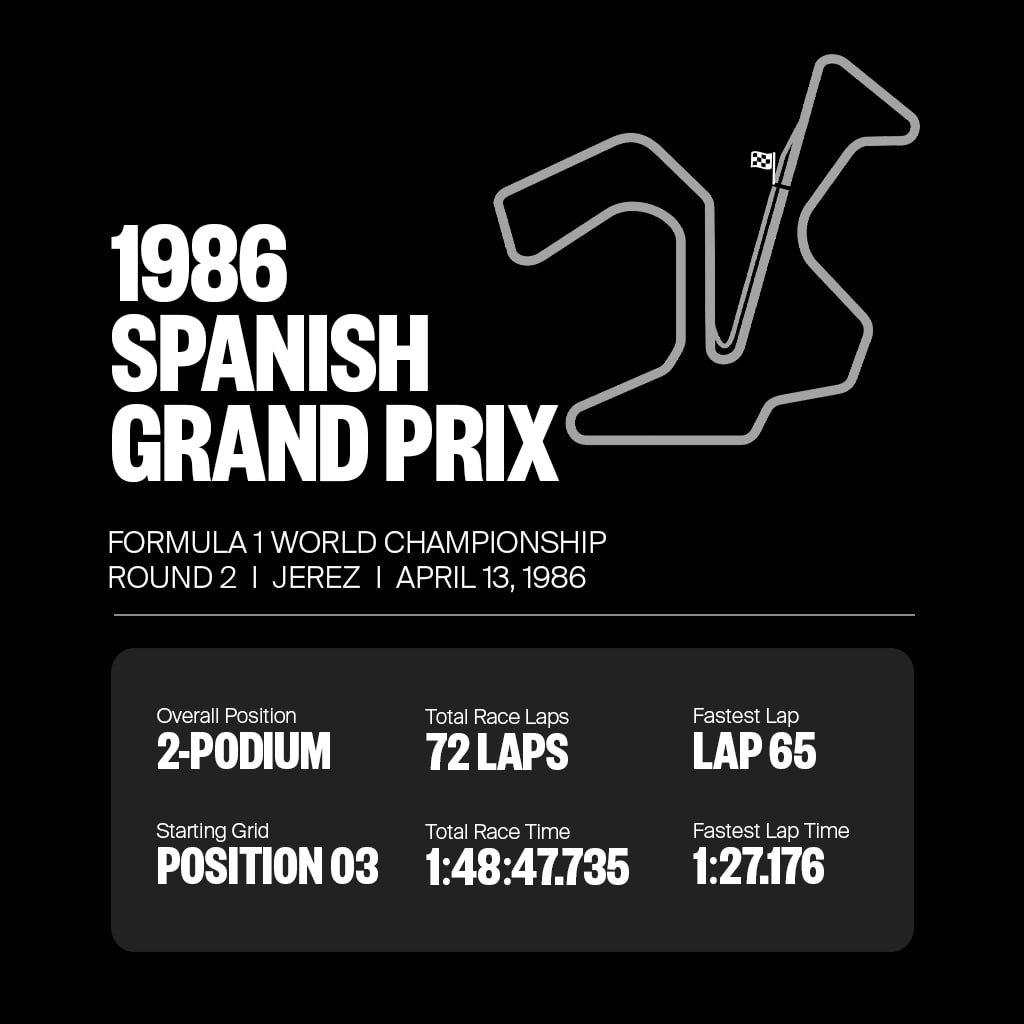 1986
SPANISH
GRAND PRIX
FORMULA 1 WORLD CHAMPIONSHIP
ROUND 2 | JEREZ | APRIL 13, 1986
Overall Position
2-PODIUM
Total Race Laps
72 LAPS
Fastest Lap
LAP 65
Starting Grid
POSITION 03
Total Race Time
1:48:47.735
Fastest Lap Time
1:27.176